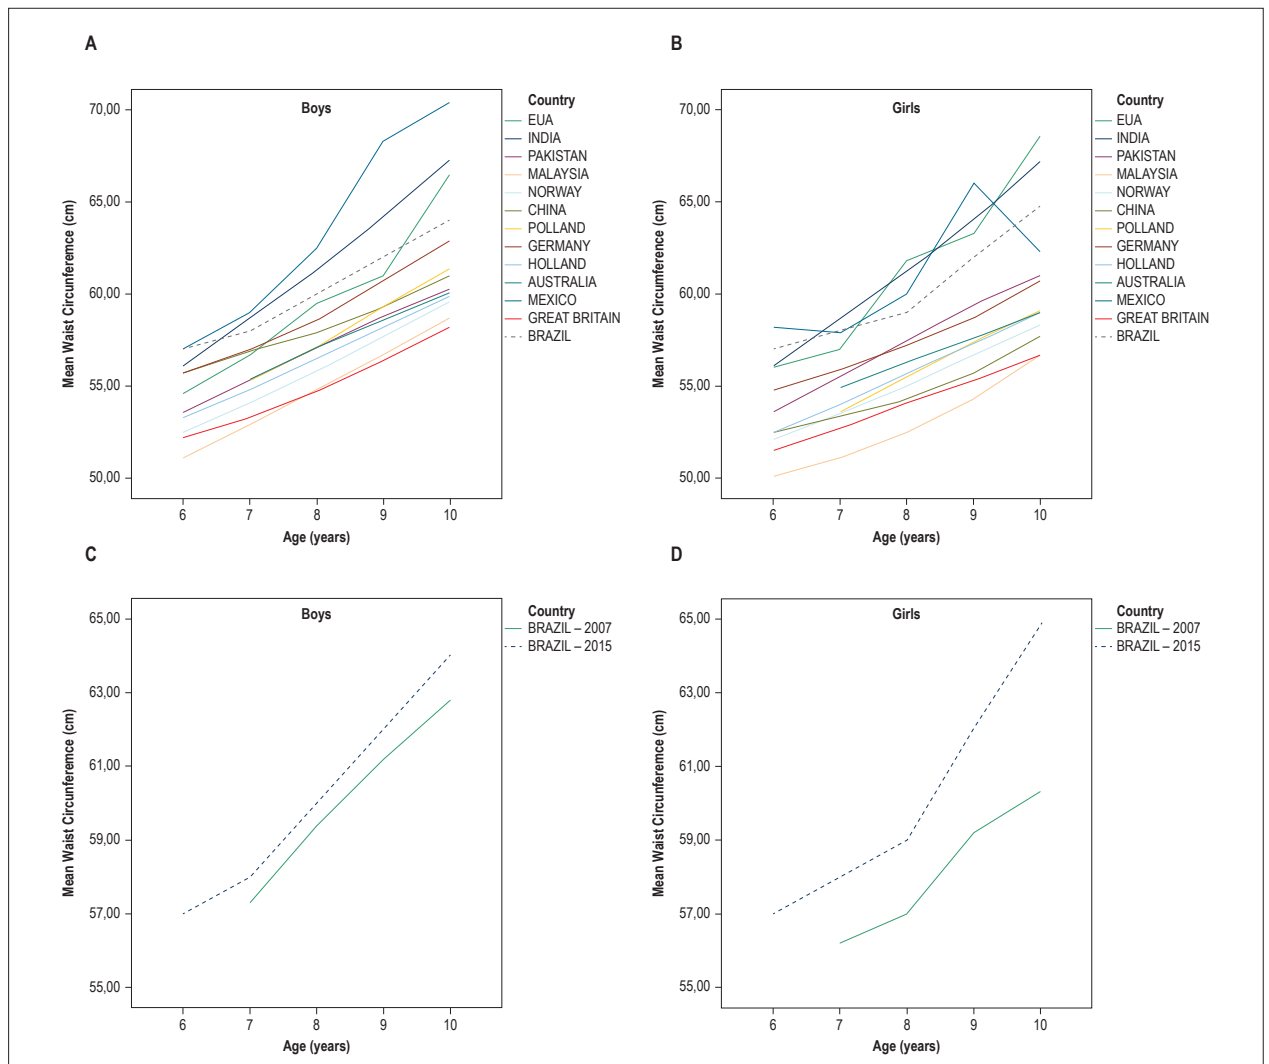 A
Boys
Mean Waist Circunferemce (cm)
70,00
65,00
60,00
55,00
50,00
6 7 8 9 10
Age (years)
Country
EUA
INDIA
PAKISTAN
MALAYSIA
NORWAY
CHINA
POLLAND
GERMANY
HOLLAND
AUSTRALIA
MEXICO
GREAT BRITAIN
BRAZIL
B
Girls
Mean Waist Circunferemce (cm)
70,00
65,00
60,00
55,00
50,00
6 7 8 9 10
Age (years)
Country
EUA
INDIA
PAKISTAN
MALAYSIA
NORWAY
CHINA
POLLAND
GERMANY
HOLLAND
AUSTRALIA
MEXICO
GREAT BRITAIN
BRAZIL
C
Boys
Mean Waist Circunferemce (cm)
65,00
63,00
61,00
59,00
57,00
55,00
6 7 8 9 10
Age (years)
Country
BRAZIL – 2007
BRAZIL – 2015
D
Girls
Mean Waist Circunferemce (cm)
65,00
63,00
61,00
59,00
57,00
55,00
6 7 8 9 10
Age (years)
Country
BRAZIL – 2007
BRAZIL – 2015